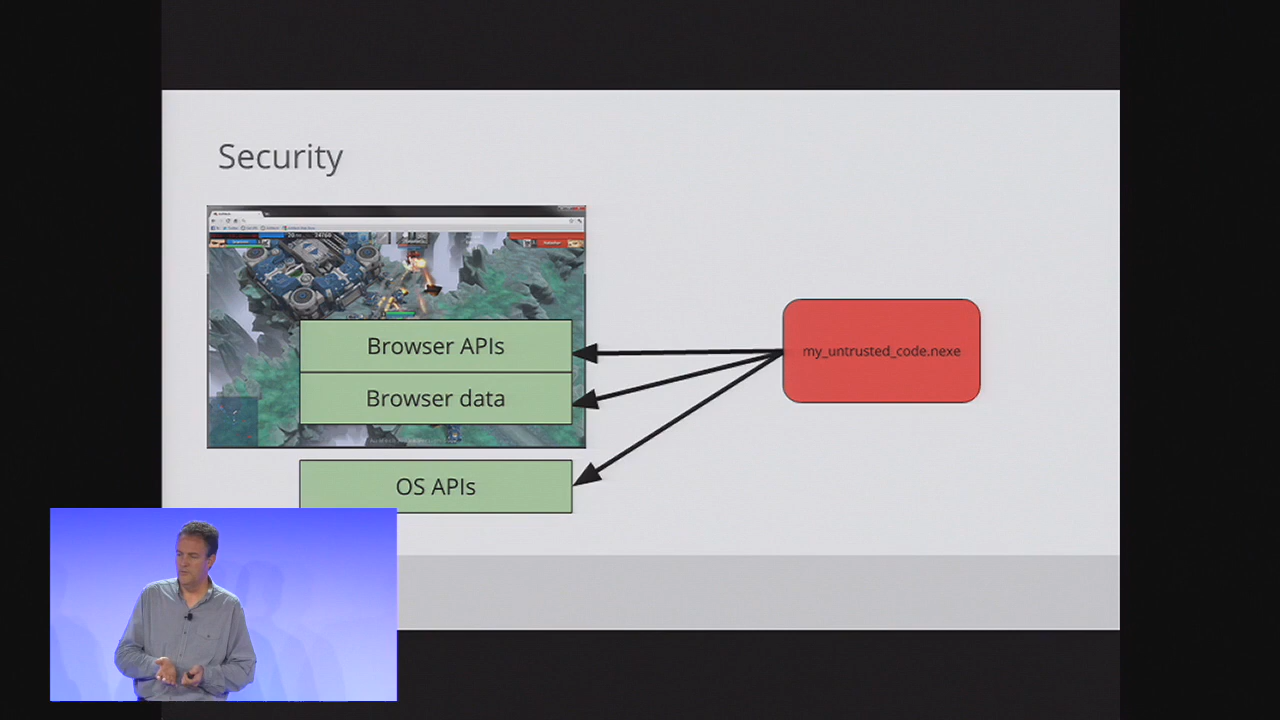 Security
Browser APIs
Browser data
OS APIs
my_untrusted_code.nexe